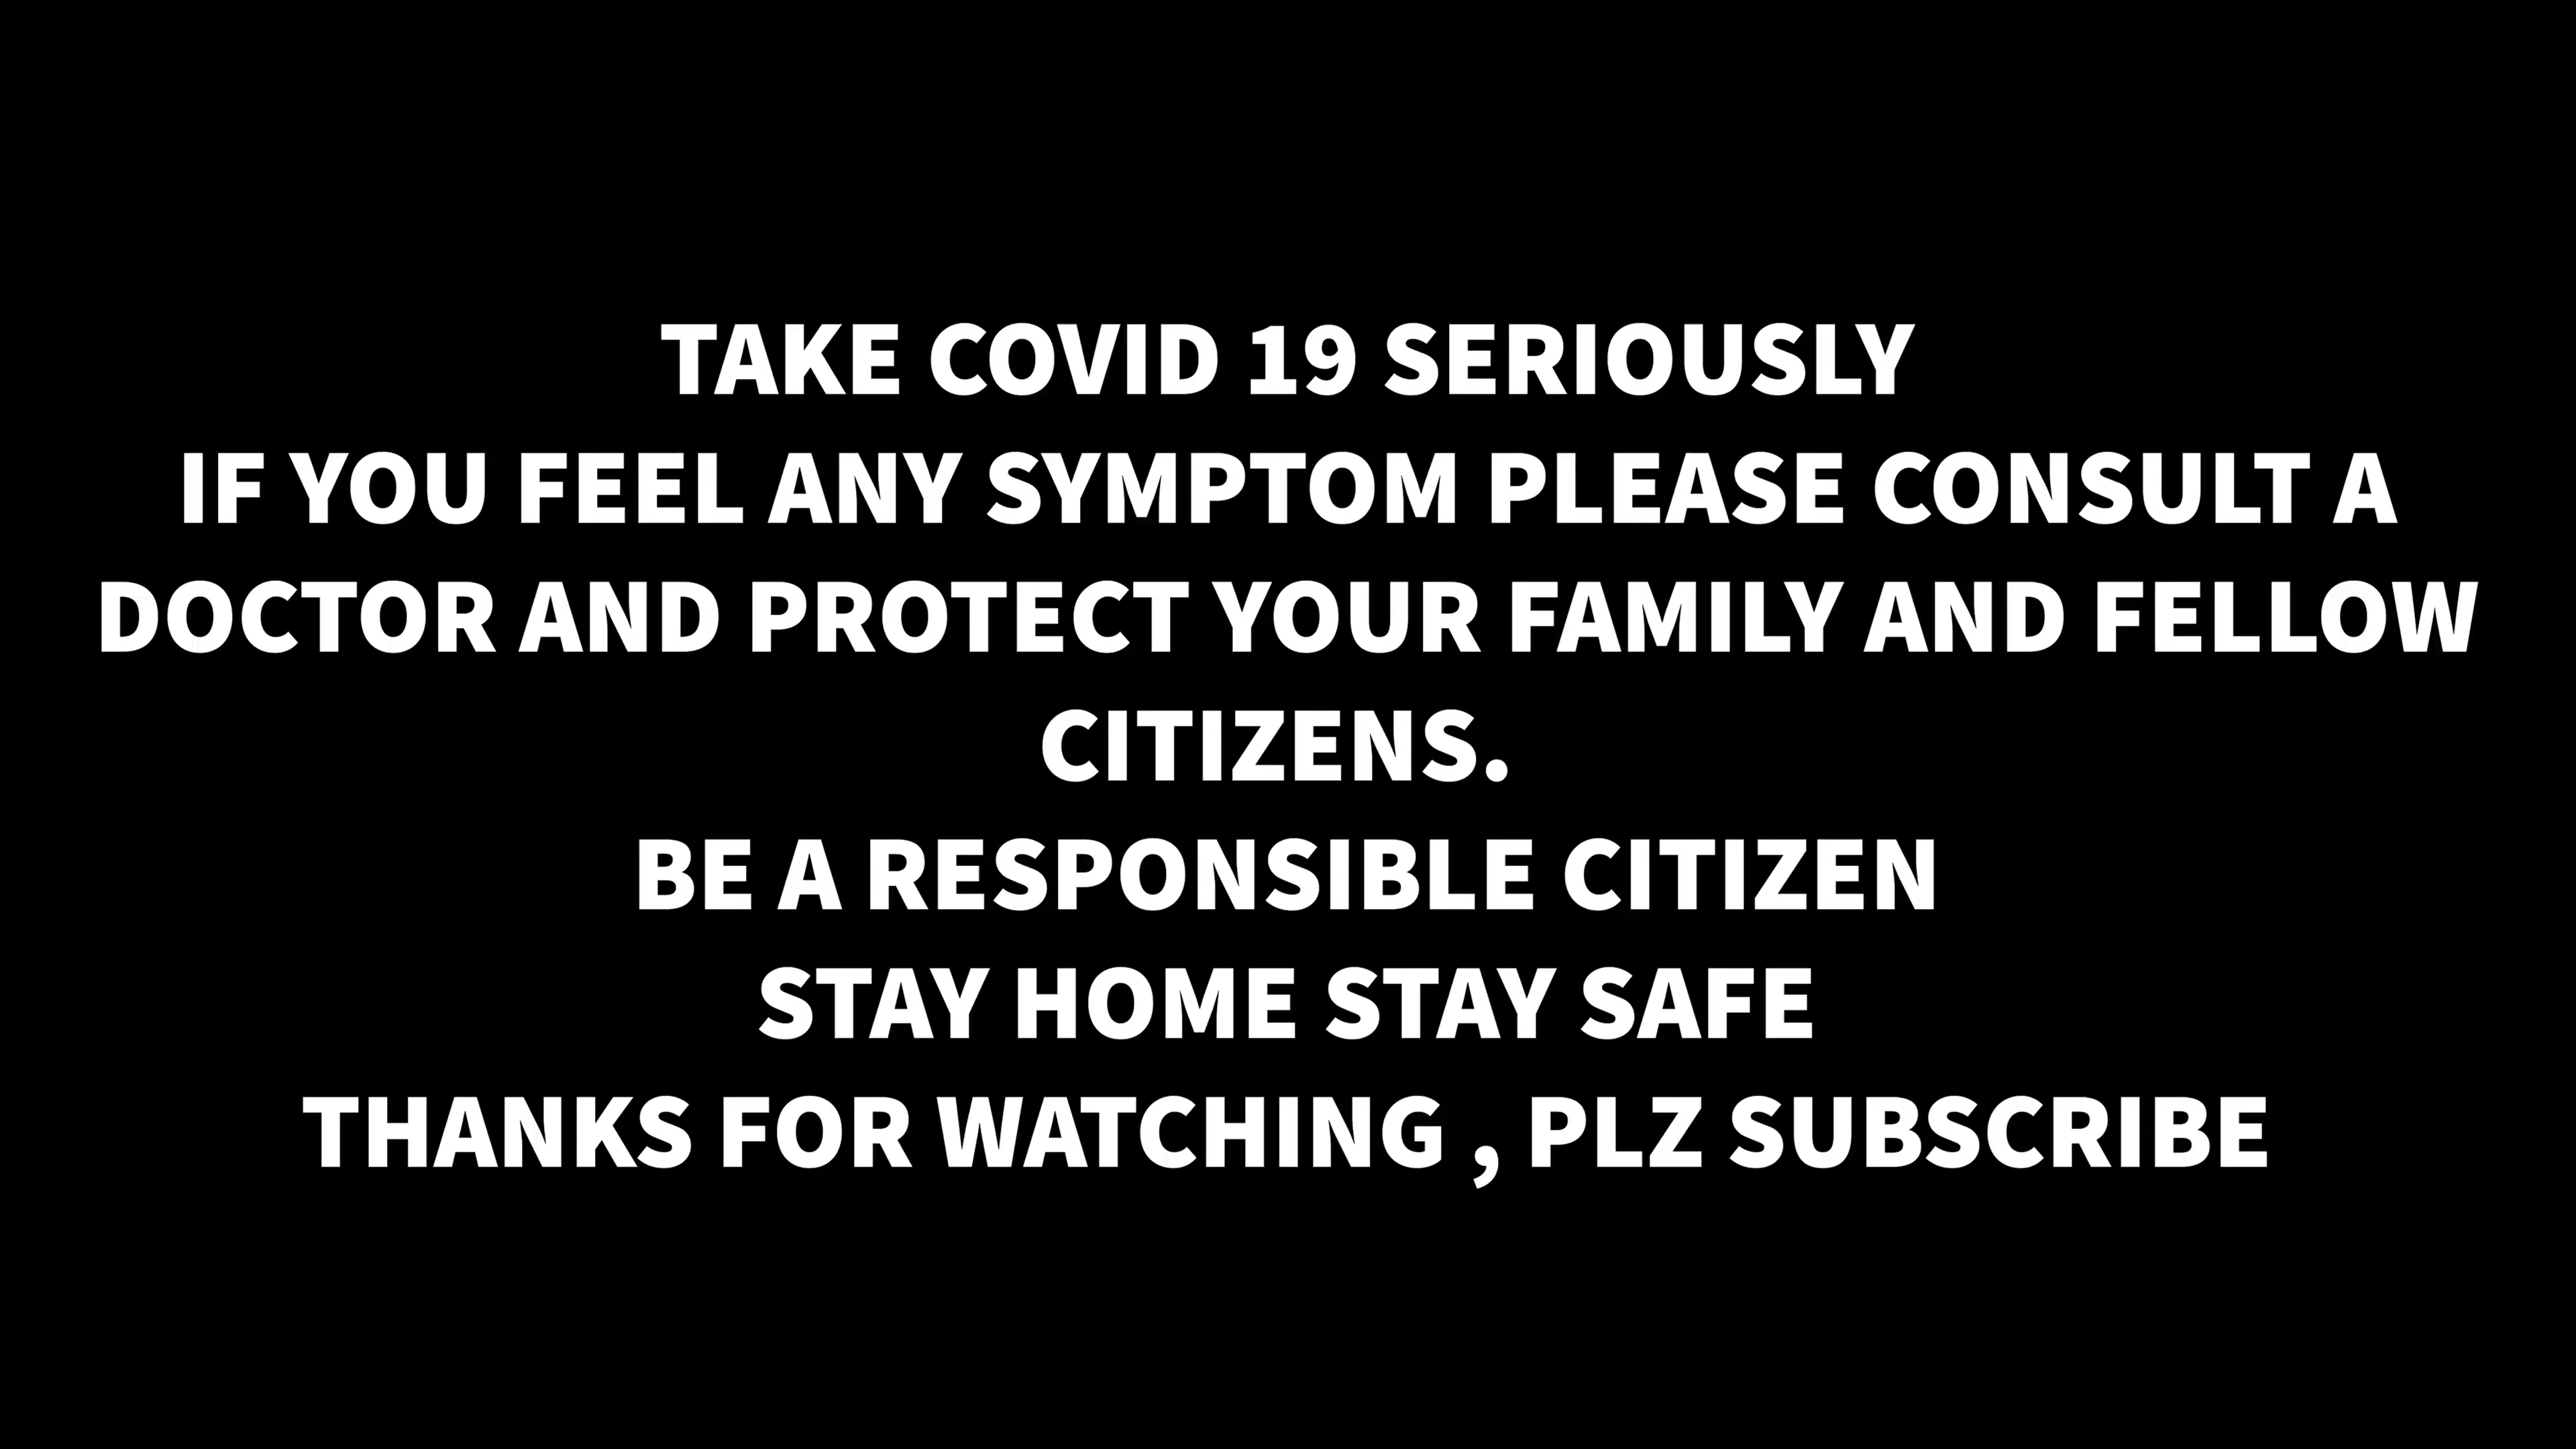 TAKE COVID 19 SERIOUSLY
IF YOU FEEL ANY SYMPTOM PLEASE CONSULT A
DOCTOR AND PROTECT YOUR FAMILY AND FELLOW
CITIZENS.
BE A RESPONSIBLE CITIZEN
STAY HOME STAY SAFE
THANKS FOR WATCHING , PLZ SUBSCRIBE